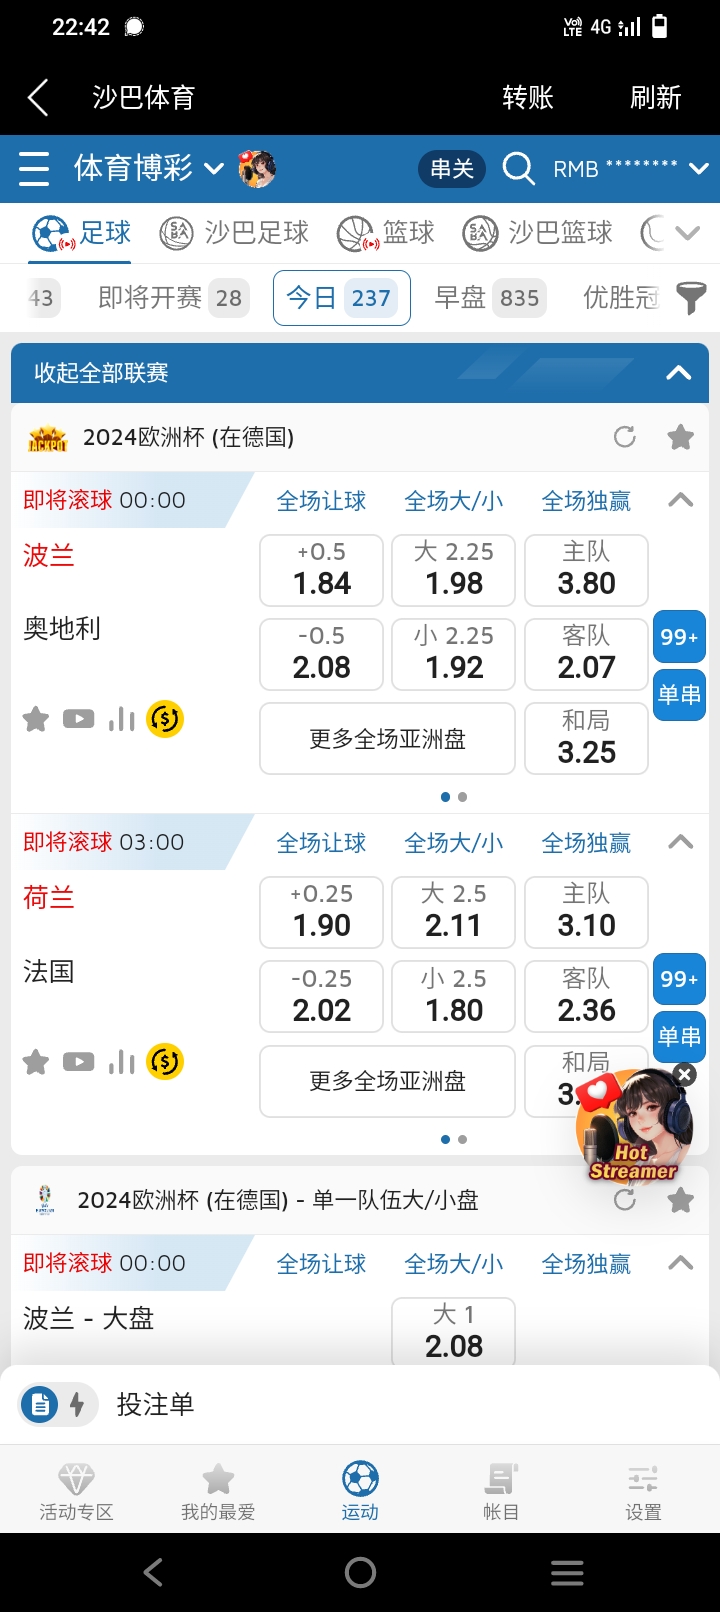 22:42
Vo)) LTE 4G
沙巴体育 转账 刷新
体育博彩 串关 RMB ********
足球 SABA 沙巴足球 篮球 SABA 沙巴篮球
43 即将开赛 28 今日 237 早盘 835 优胜冠
收起全部联赛
JACKPOT 2024欧洲杯 (在德国)
即将滚球 00:00 全场让球 全场大/小 全场独赢
波兰 +0.5 大 2.25 主队
1.84 1.98 3.80
奥地利 -0.5 小 2.25 客队 99+
2.08 1.92 2.07
单串
更多全场亚洲盘 和局
3.25
即将滚球 03:00 全场让球 全场大/小 全场独赢
荷兰 +0.25 大 2.5 主队
1.90 2.11 3.10
法国 -0.25 小 2.5 客队 99+
2.02 1.80 2.36
单串
更多全场亚洲盘 和局
3.
Hot
Streamer
2024欧洲杯 (在德国) - 单一队伍大/小盘
即将滚球 00:00 全场让球 全场大/小 全场独赢
波兰 - 大盘 大 1
2.08
投注单
活动专区 我的最爱 运动 帐目 设置